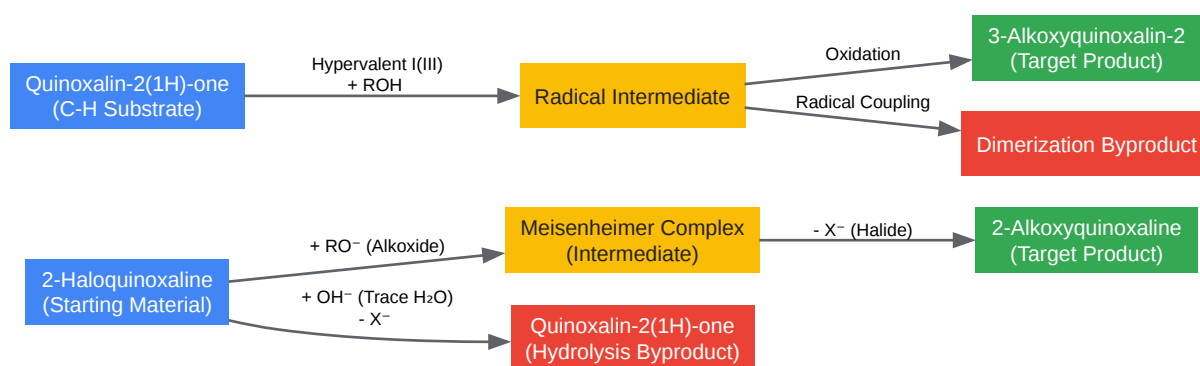 Quinoxalin-2(1H)-one
(C-H Substrate)
Hypervalent I(III)
+ ROH
Radical Intermediate
Oxidation
3-Alkoxyquinoxalin-2
(Target Product)
Radical Coupling
Dimerization Byproduct
2-Haloquinoxaline
(Starting Material)
+ RO⁻ (Alkoxide)
Meisenheimer Complex
(Intermediate)
- X⁻ (Halide)
2-Alkoxyquinoxaline
(Target Product)
+ OH⁻ (Trace H₂O)
- X⁻
Quinoxalin-2(1H)-one
(Hydrolysis Byproduct)